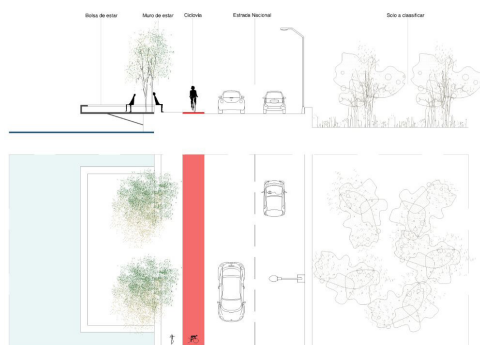 Bolsa de estar
Muro de estar
Ciclovia
Estrada Nacional
Solo a classificar